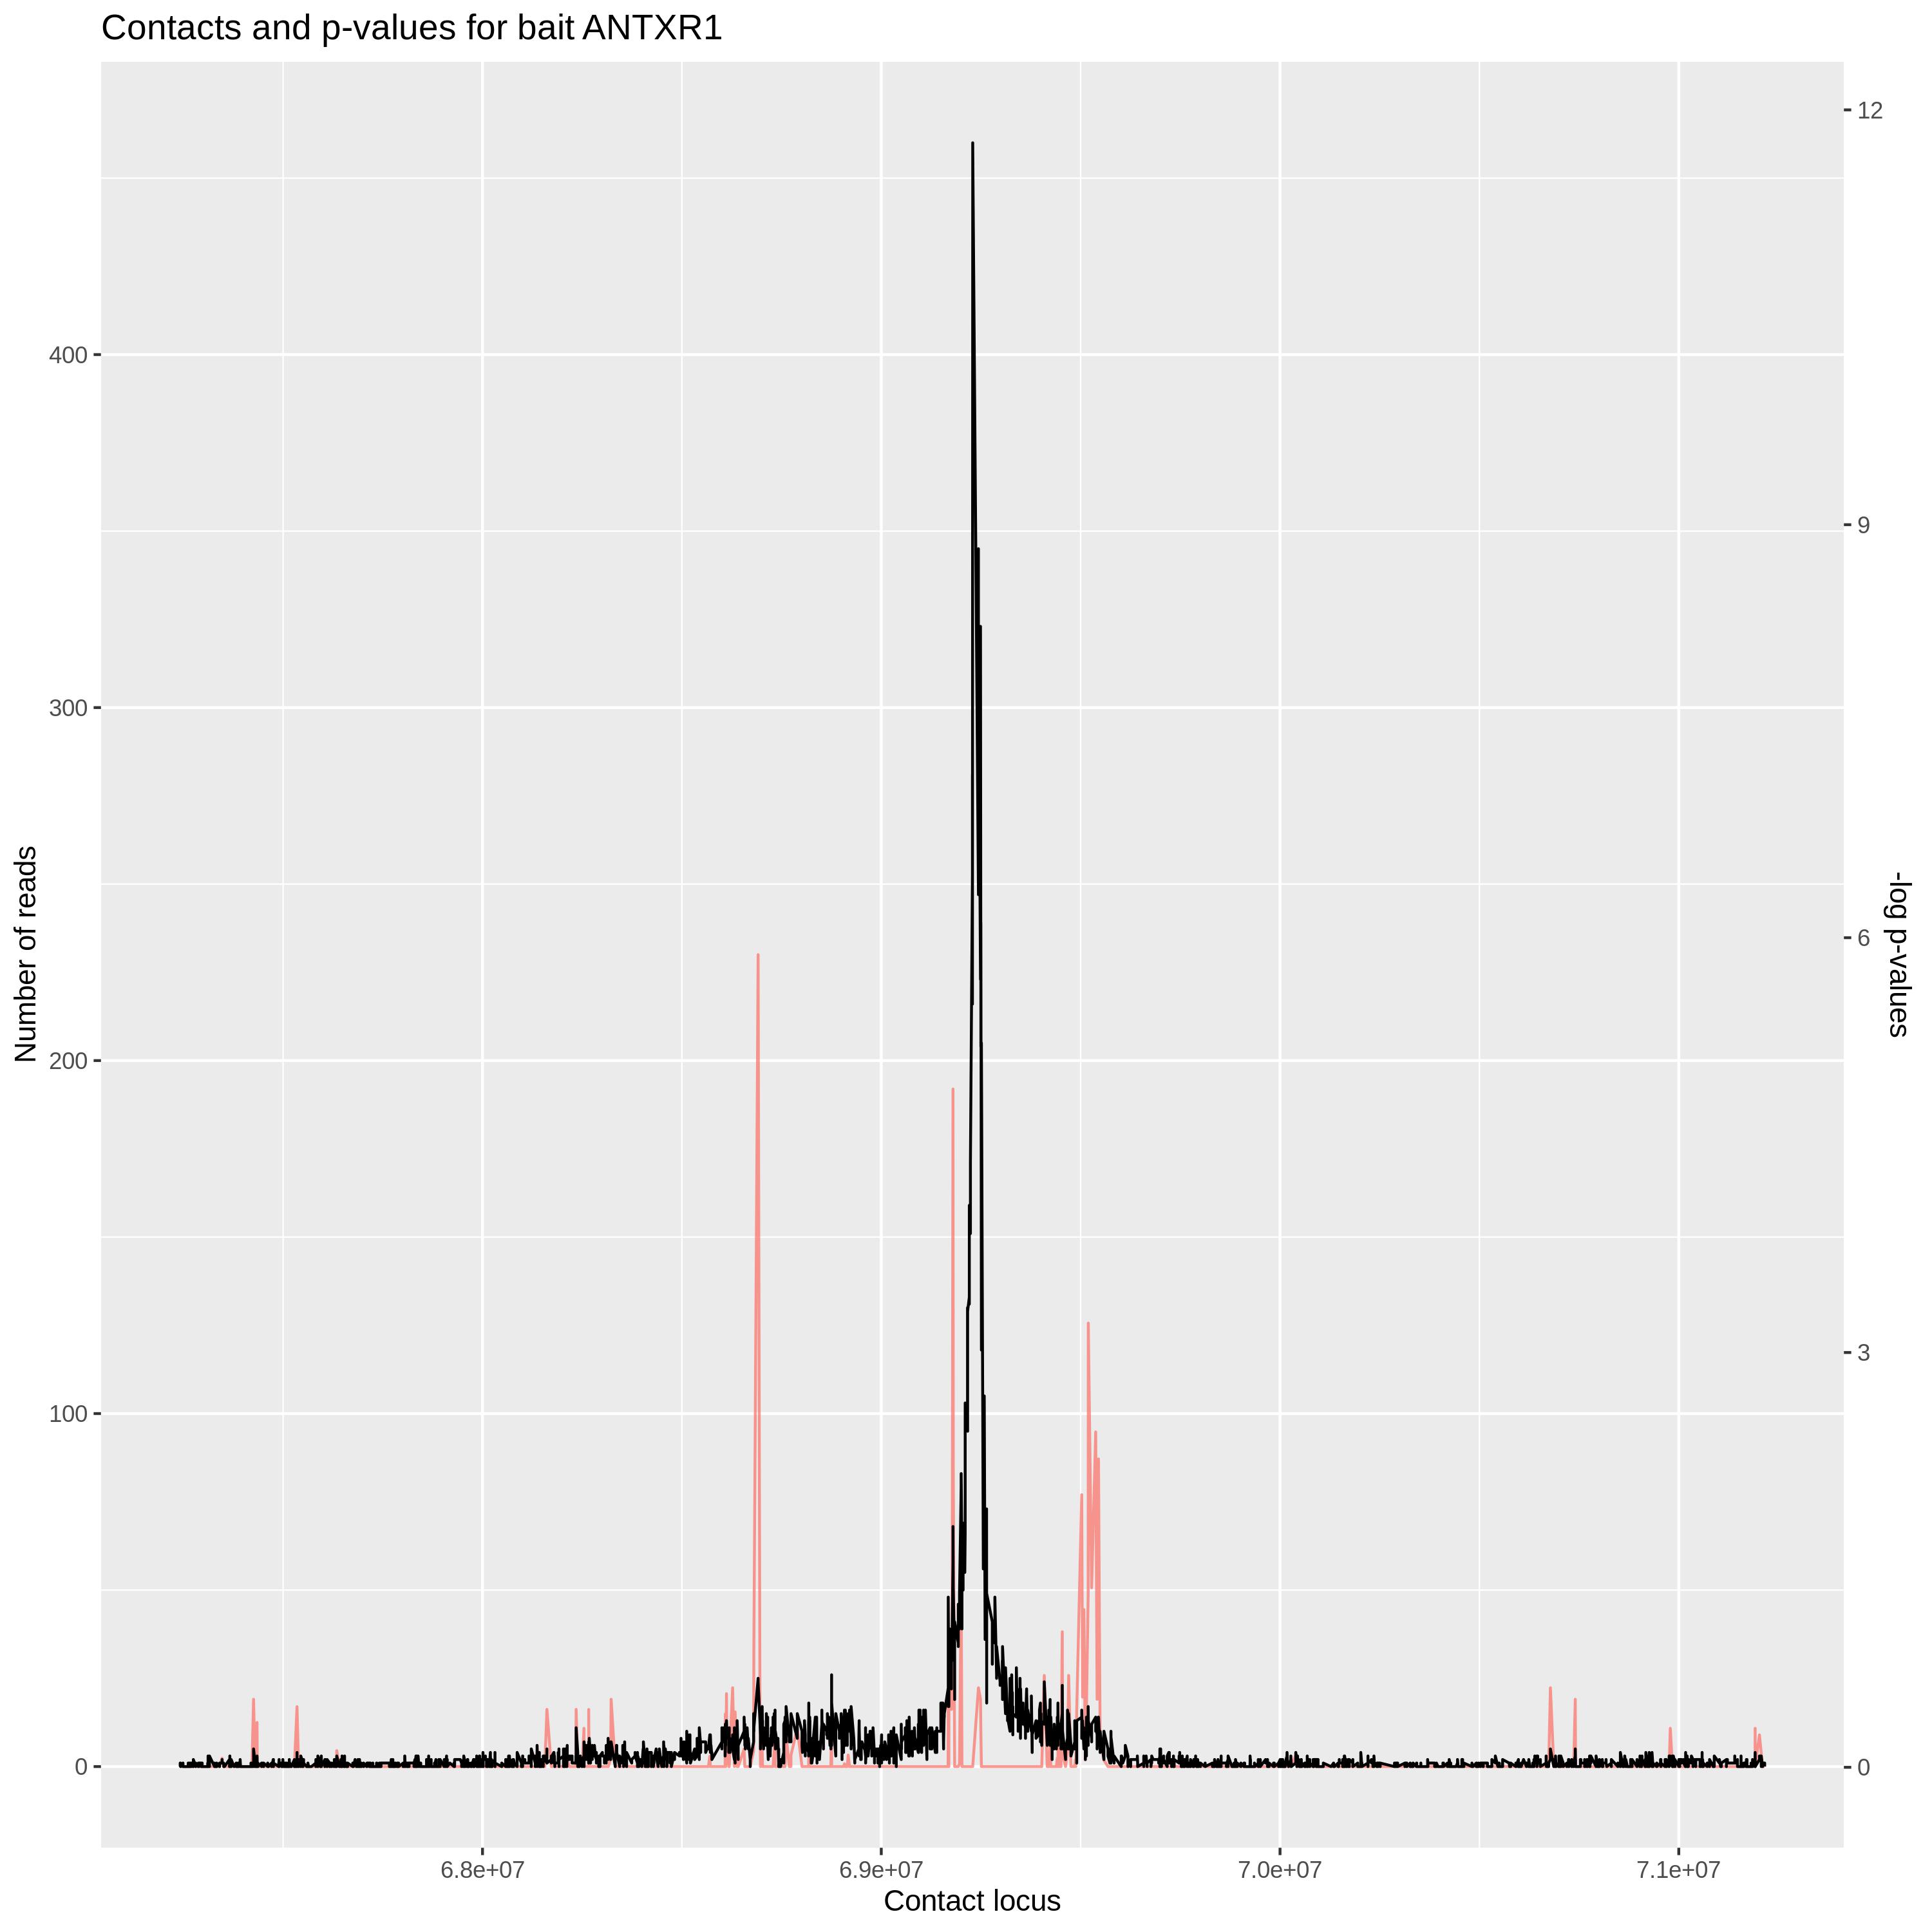 Contacts and p-values for bait ANTXR1
Number of reads
400
300
200
100
0
12
9
6
3
0
-log p-values
6.8e+07
6.9e+07
7.0e+07
7.1e+07
Contact locus